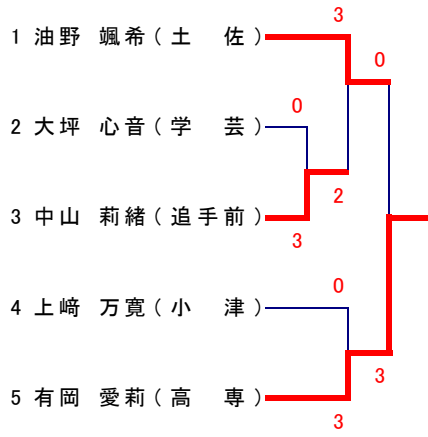 3
1 油野 颯希(土 佐)
0
0
2 大坪 心音(学 芸)
2
3 中山 莉緒(追手前)
3
0
4 上﨑 万寛(小 津)
3
5 有岡 愛莉(高 専)
3